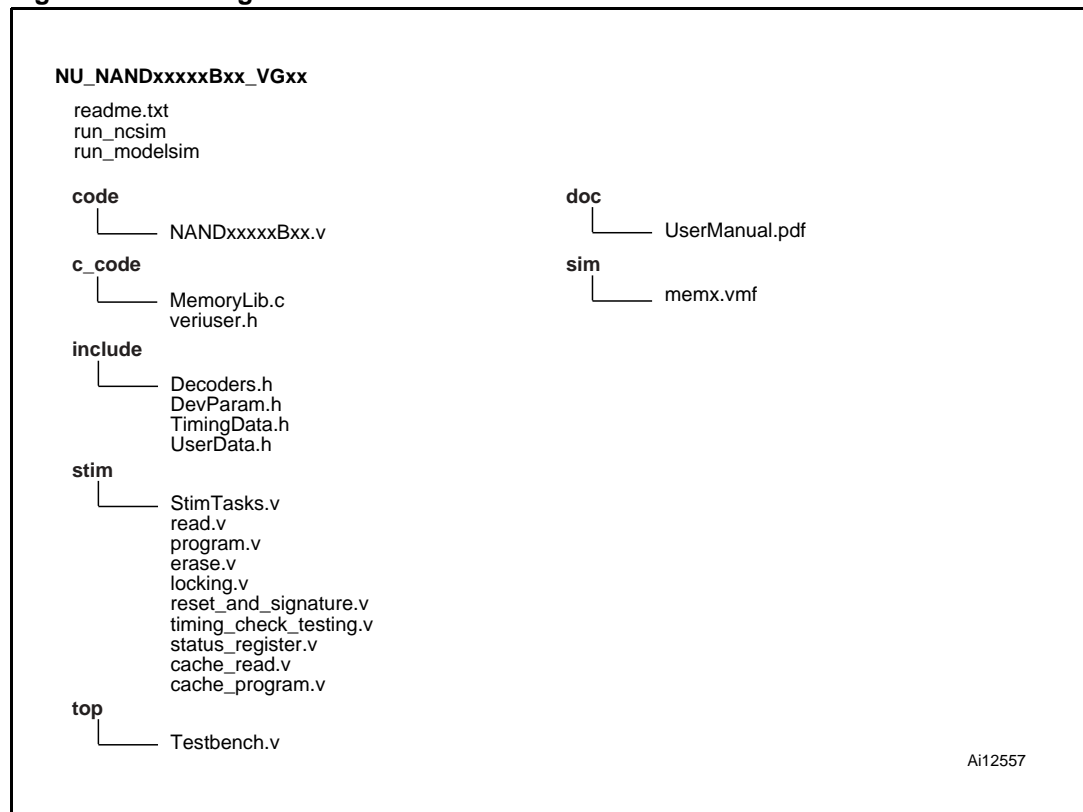 NU_NANDxxxxxBxx_VGxx
readme.txt
run_ncsim
run_modelsim
code
NANDxxxxxBxx.v
c_code
MemoryLib.c
veriuser.h
include
Decoders.h
DevParam.h
TimingData.h
UserData.h
stim
StimTasks.v
read.v
program.v
erase.v
locking.v
reset_and_signature.v
timing_check_testing.v
status_register.v
cache_read.v
cache_program.v
top
Testbench.v
doc
UserManual.pdf
sim
memx.vmf
Ai12557